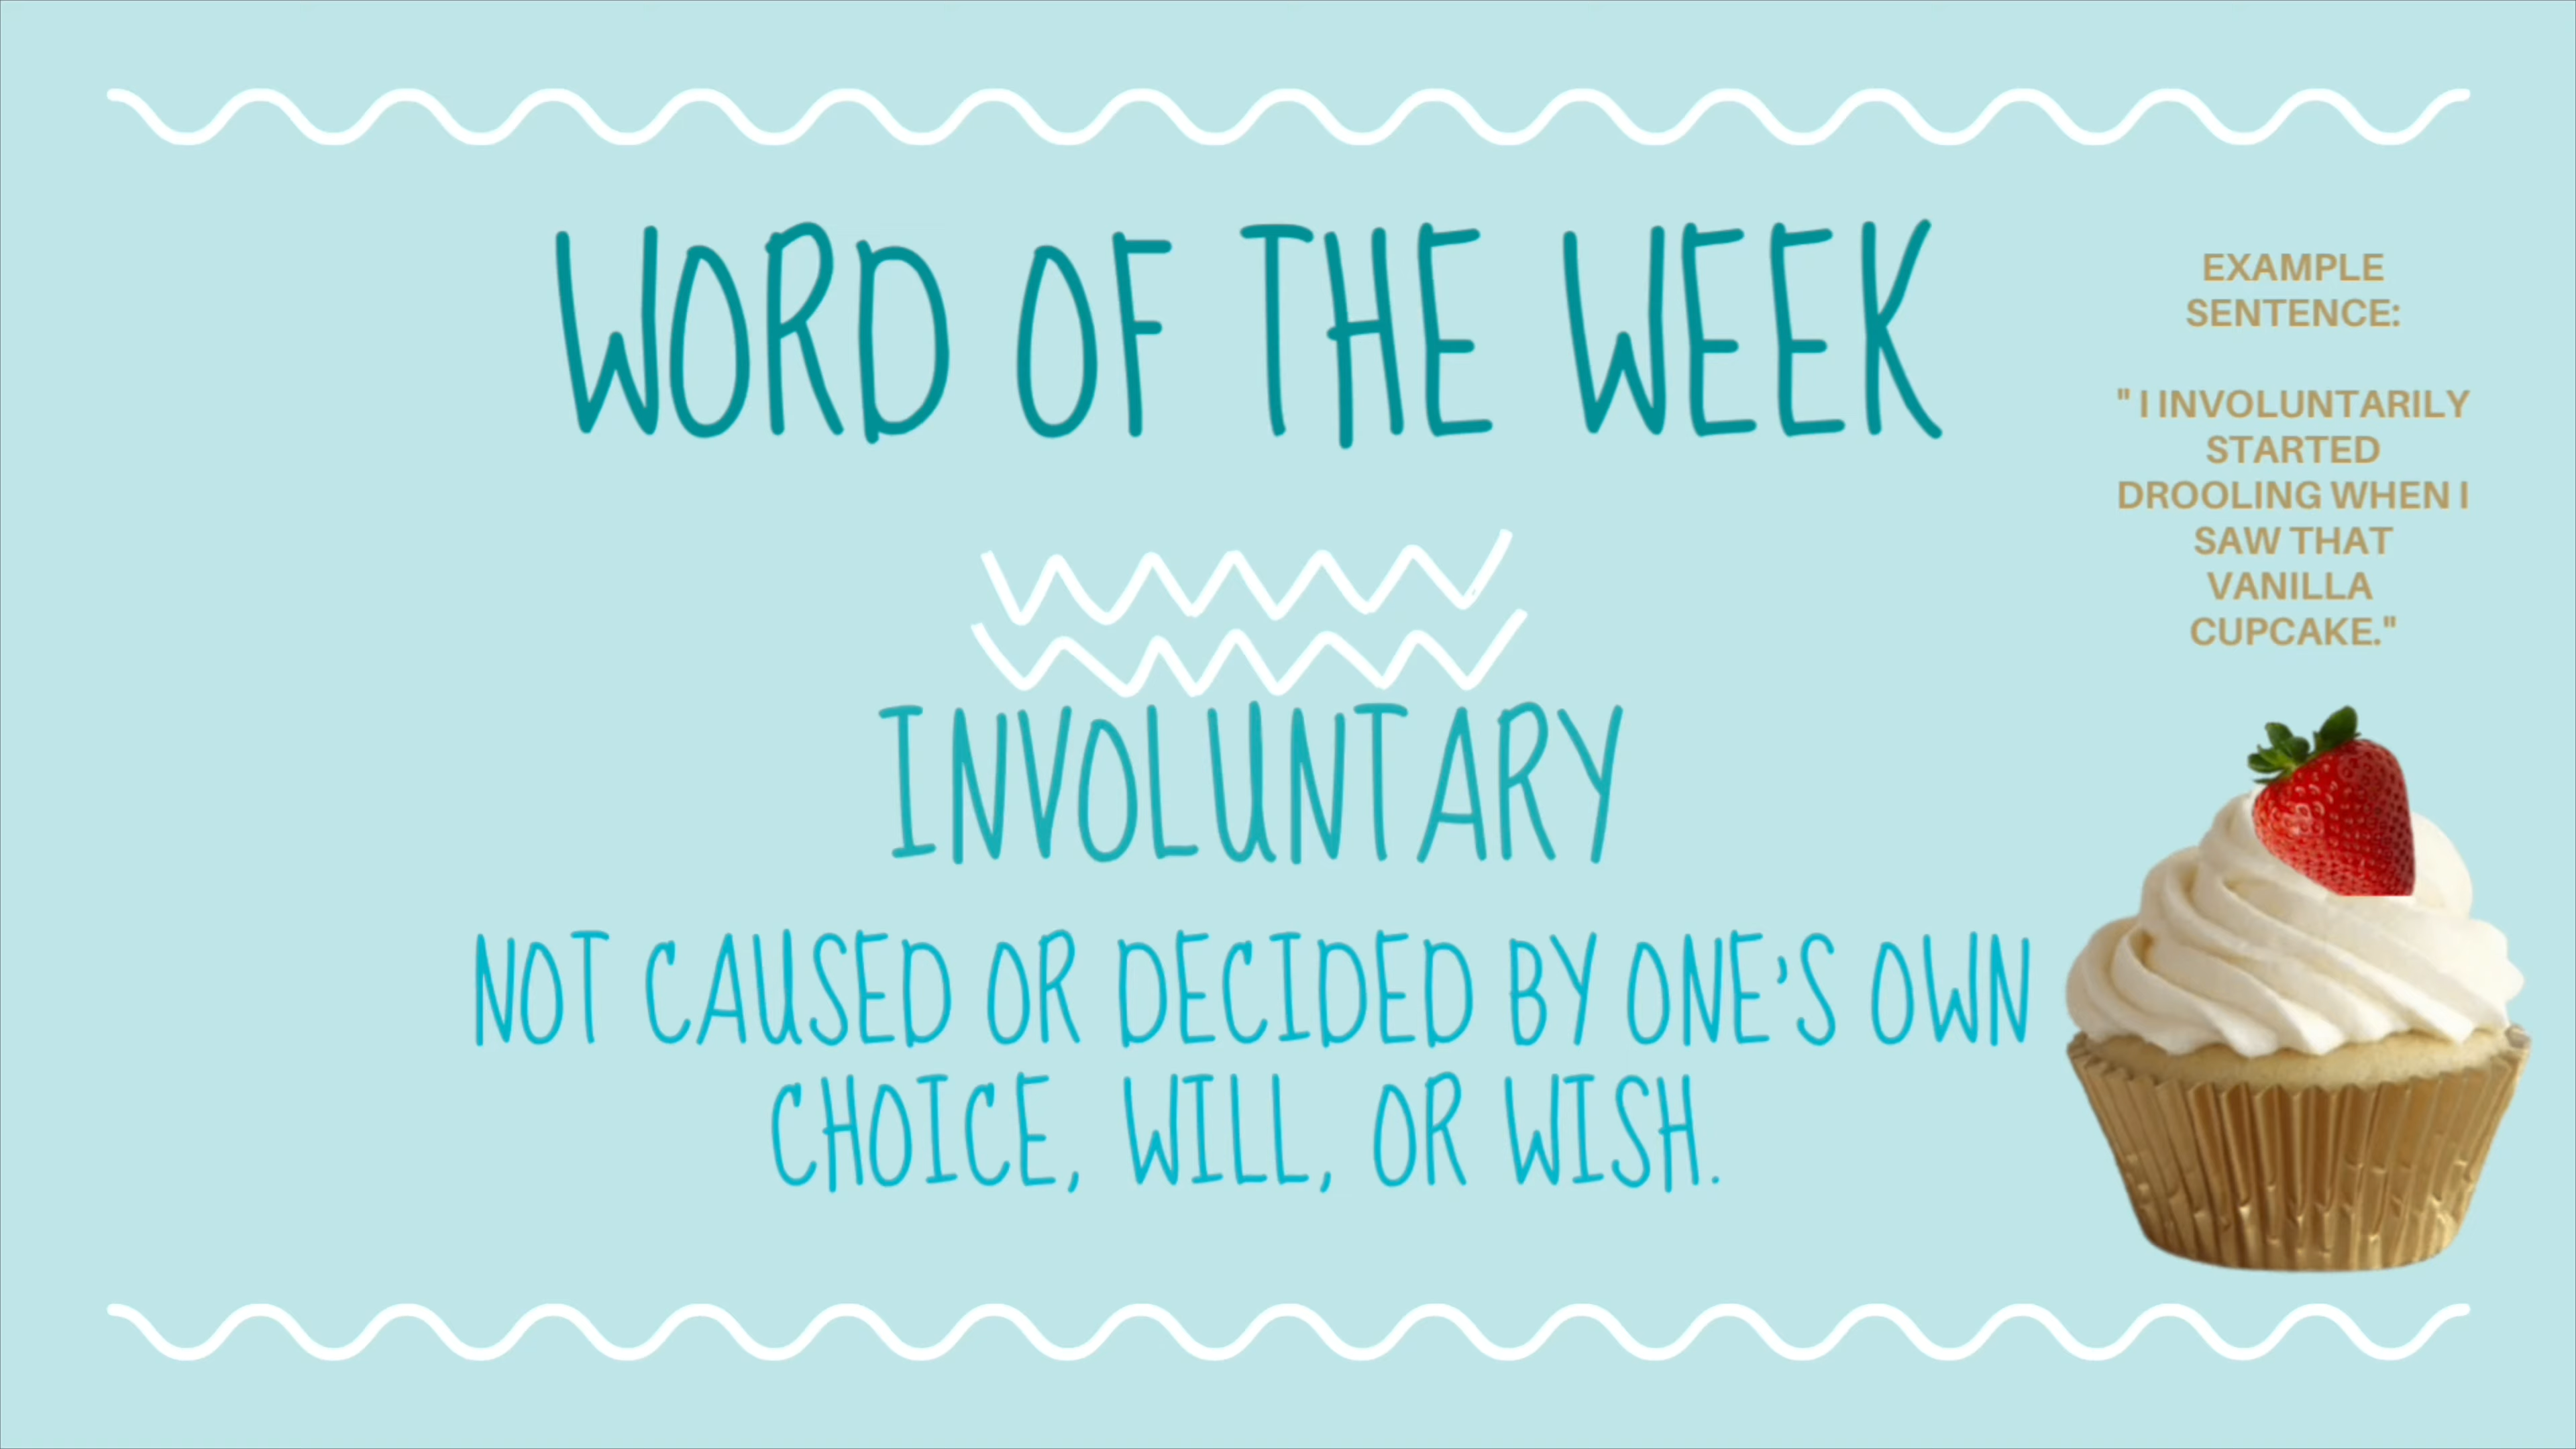 WORD OF THE WEEK
INVOLUNTARY
NOT CAUSED OR DECIDED BY ONE'S OWN
CHOICE, WILL, OR WISH.
EXAMPLE
SENTENCE:
" I INVOLUNTARILY
STARTED
DROOLING WHEN I
SAW THAT
VANILLA
CUPCAKE."